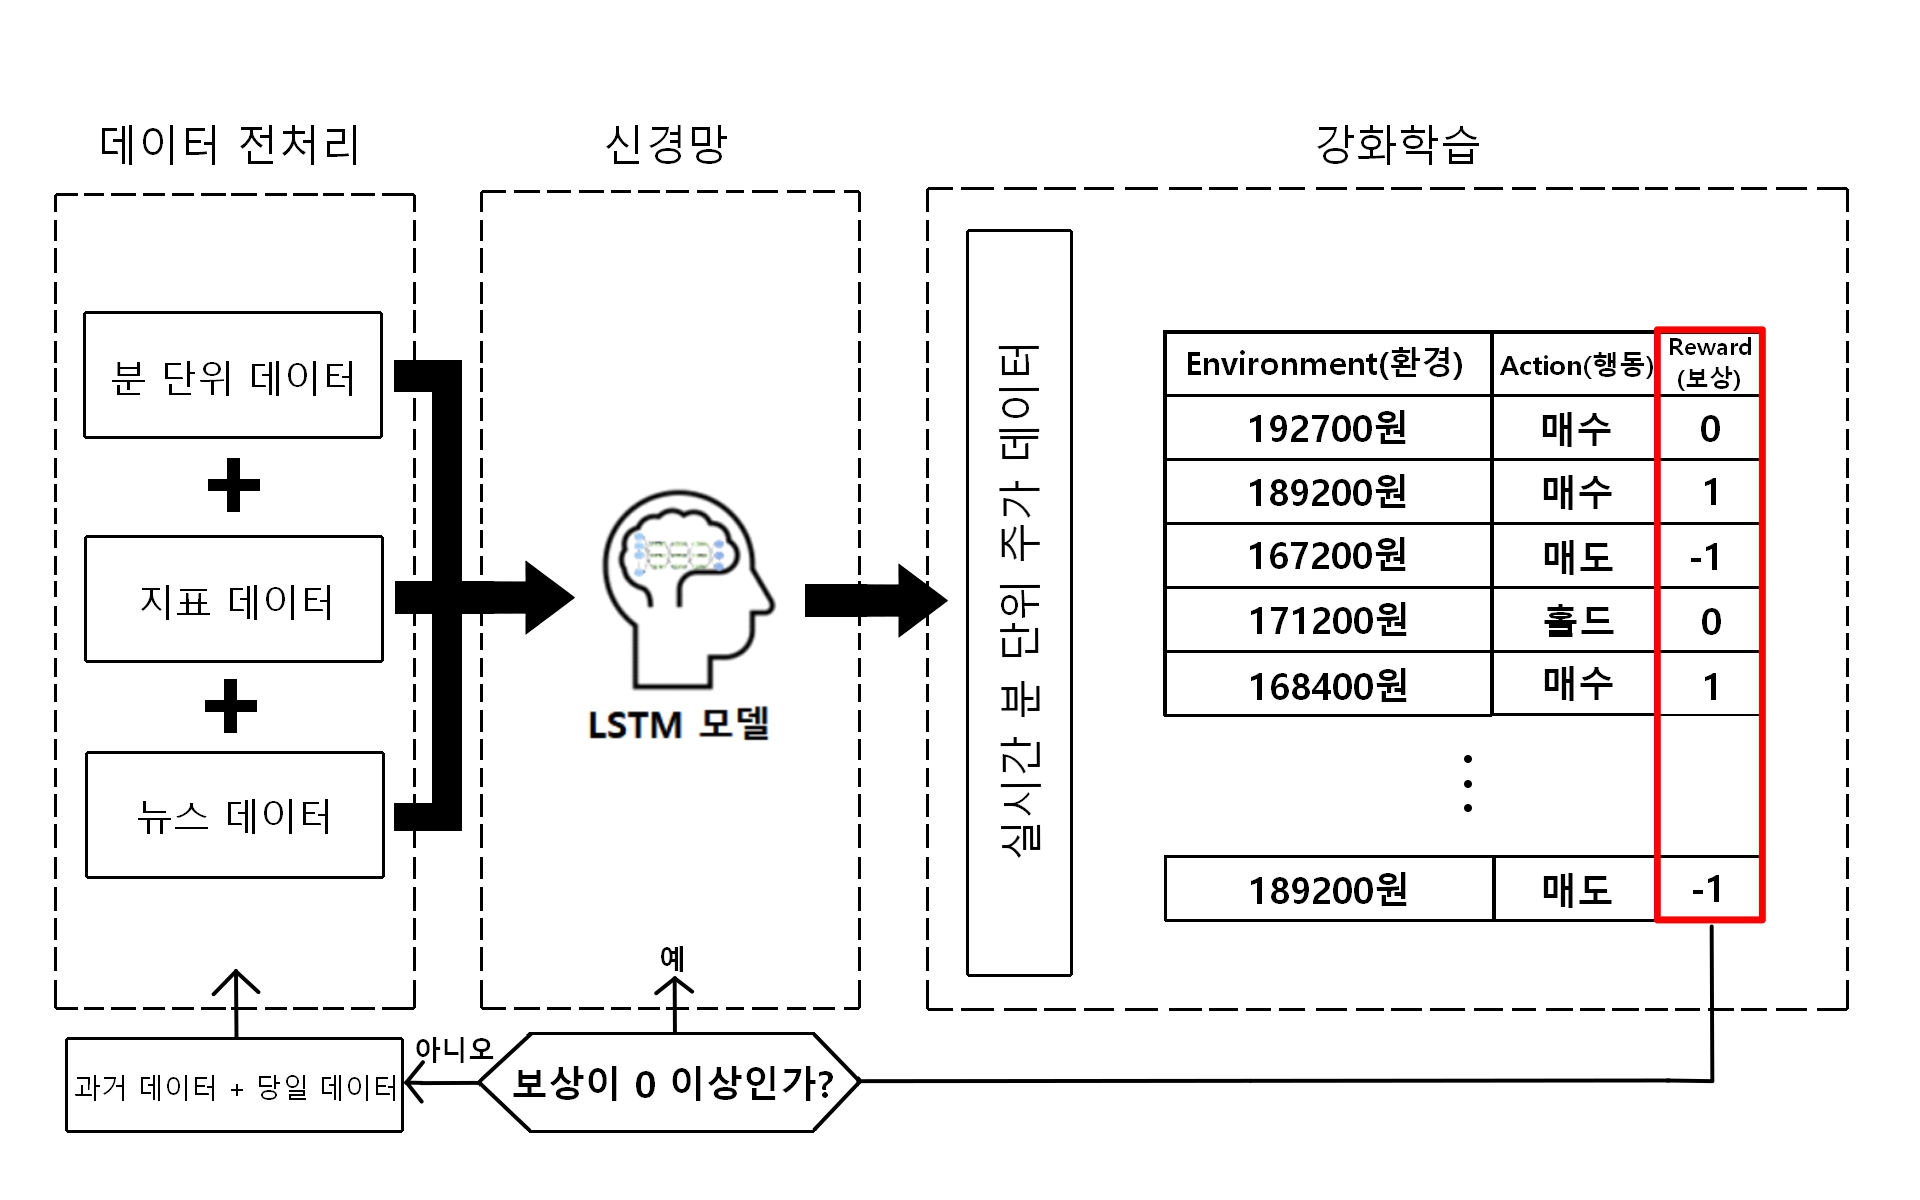 데이터 전처리
신경망
강화학습
분 단위 데이터
지표 데이터
뉴스 데이터
LSTM 모델
실시간 분 단위 주가 데이터
Environment(환경) Action(행동) Reward
(보상)
192700원 매수 0
189200원 매수 1
167200원 매도 -1
171200원 홀드 0
168400원 매수 1
189200원 매도 -1
예
아니오
보상이 0 이상인가?
과거 데이터 + 당일 데이터